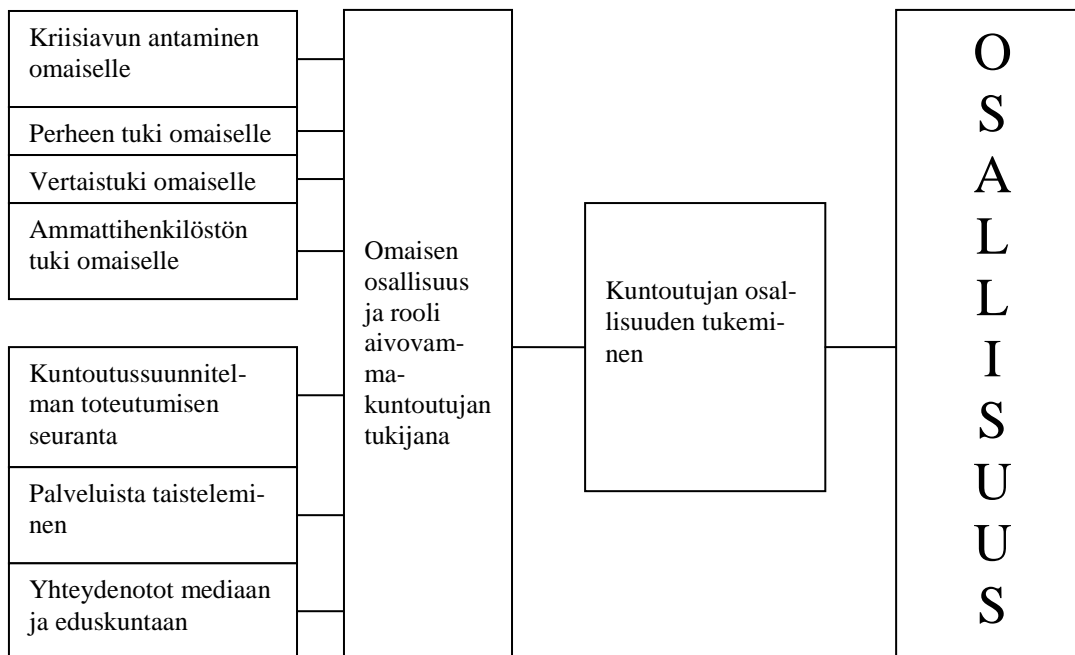 Kriisiavun antaminen
omaiselle
Perheen tuki omaiselle
Vertaistuki omaiselle
Ammattihenkilöstön
tuki omaiselle
Kuntoutussuunnitel-
man toteutumisen
seuranta
Palveluista taistelemi-
nen
Yhteydenotot mediaan
ja eduskuntaan
Omaisen
osallisuus
ja rooli
aivovam-
ma-
kuntoutujan
tukijana
Kuntoutujan osal-
lisuuden tukemi-
nen
O
S
A
L
L
I
S
U
U
S